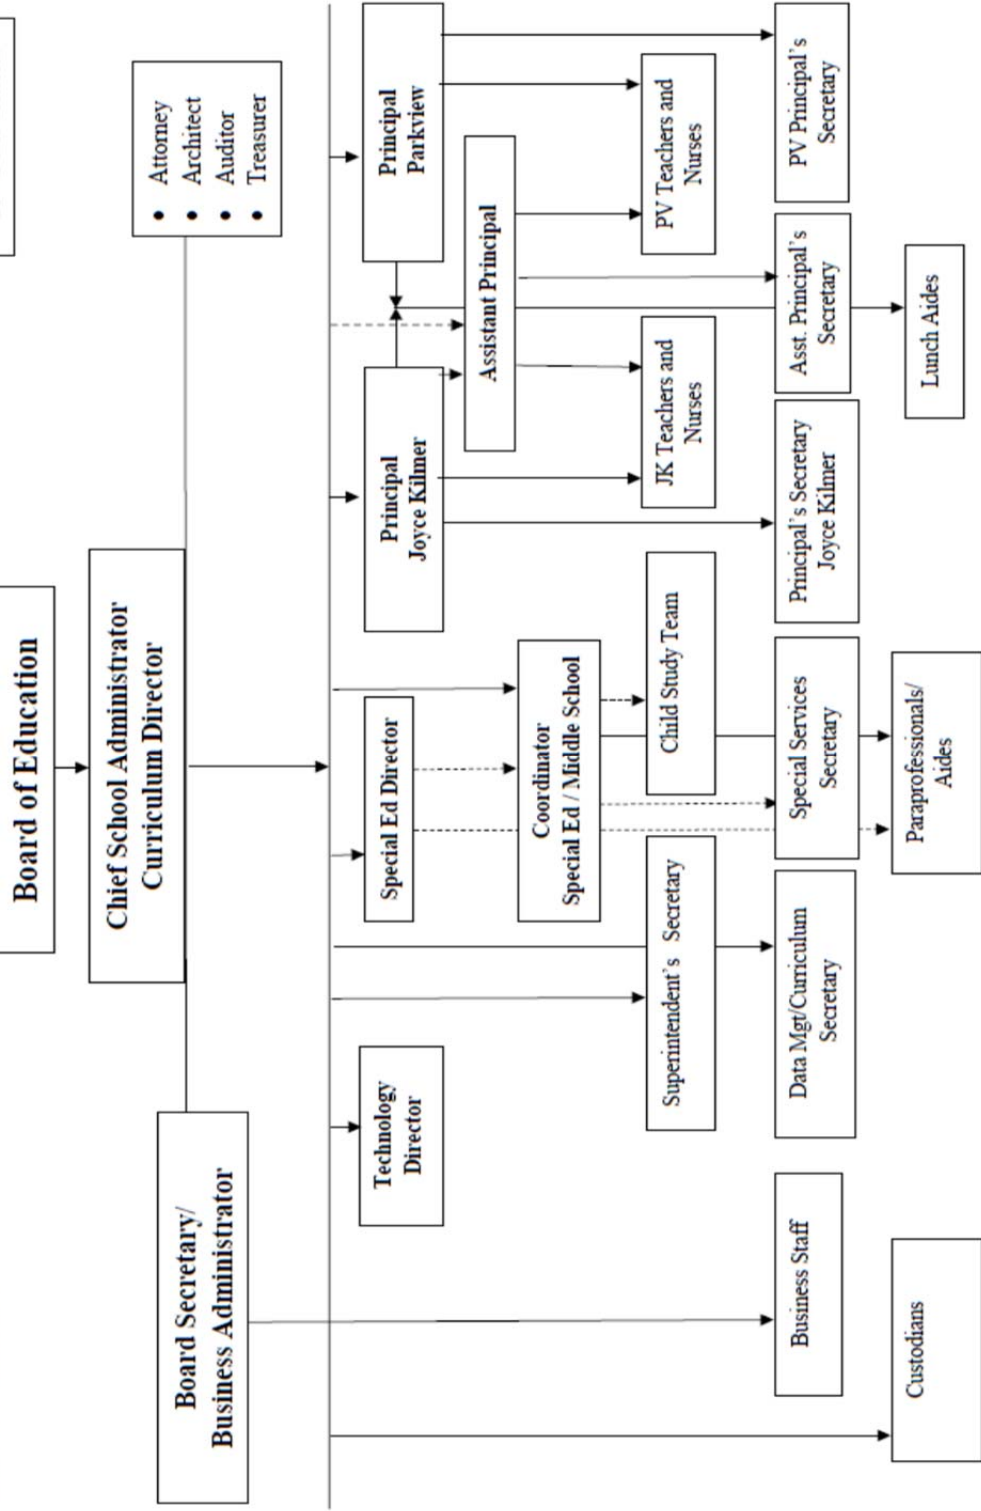 Board of Education
Chief School Administrator
Curriculum Director
Board Secretary/
Business Administrator
• Attorney
• Architect
• Auditor
• Treasurer
Technology
Director
Special Ed Director
Principal
Joyce Kilmer
Principal
Parkview
Assistant Principal
Coordinator
Special Ed / Middle School
Superintendent's Secretary
Child Study Team
JK Teachers and
Nurses
PV Teachers and
Nurses
Business Staff
Data Mgt/Curriculum
Secretary
Special Services
Secretary
Principal's Secretary
Joyce Kilmer
Asst. Principal's
Secretary
PV Principal's
Secretary
Custodians
Paraprofessionals/
Aides
Lunch Aides